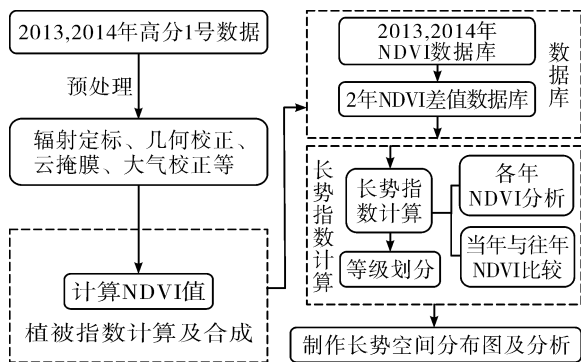 2013,2014年高分1号数据
预处理
辐射定标、几何校正、
云掩膜、大气校正等
计算NDVI值
植被指数计算及合成
2013,2014年
NDVI数据库
2年NDVI差值数据库
数据库
长势指数计算
长势指
数计算
等级划分
各年
NDVI分析
当年与往年
NDVI比较
制作长势空间分布图及分析